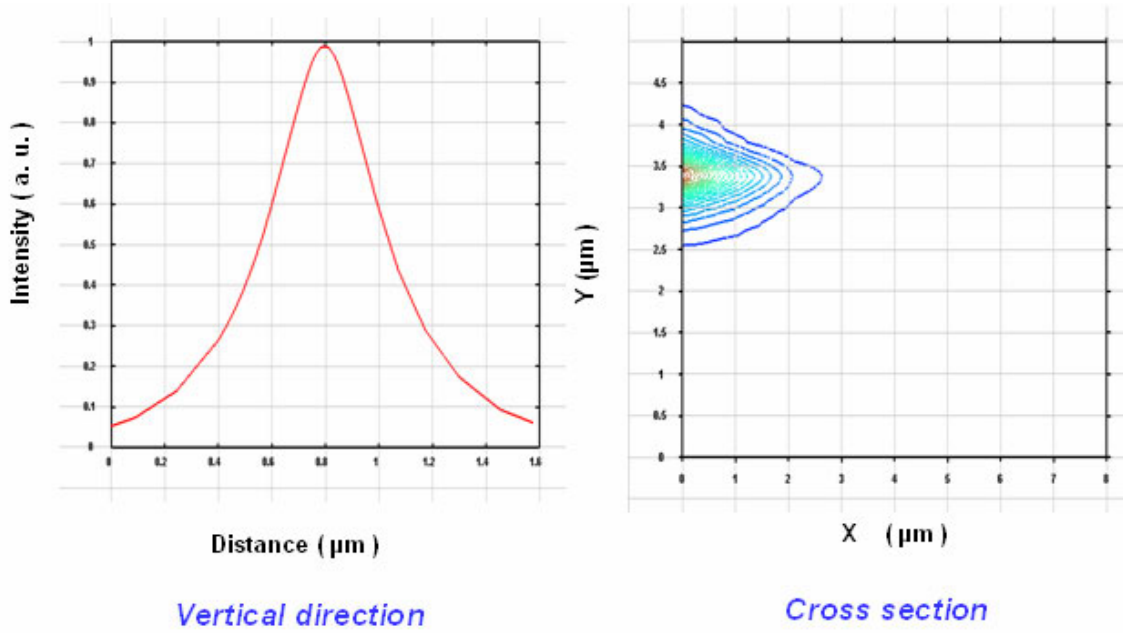 Intensity ( a. u. )
1
0.9
0.8
0.7
0.6
0.5
0.4
0.3
0.2
0.1
0
0 0.2 0.4 0.6 0.8 1 1.2 1.4 1.6
Distance ( µm )
Vertical direction
Y (µm)
4.5
4
3.5
3
2.5
2
1.5
1
0.5
0
0 1 2 3 4 5 6 7 8
X ( µm )
Cross section